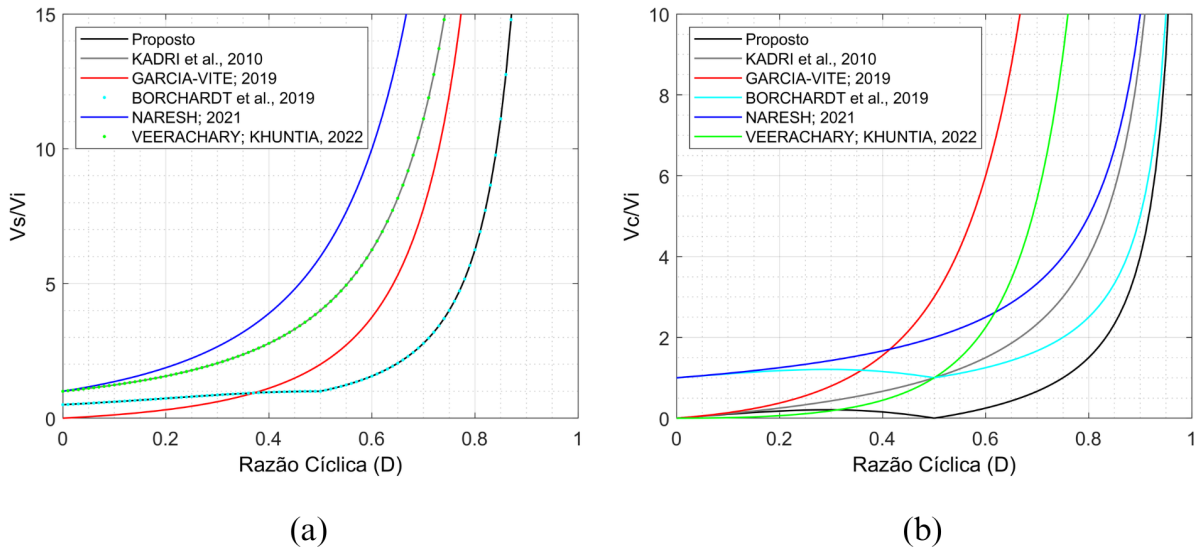 15
10
5
0
Vs/Vi
Proposto
KADRI et al., 2010
GARCIA-VITE; 2019
BORCHARDT et al., 2019
NARESH; 2021
VEERACHARY; KHUNTIA, 2022
0 0.2 0.4 0.6 0.8 1
Razão Cíclica (D)
(a)
10
8
6
4
2
0
Vc/Vi
Proposto
KADRI et al., 2010
GARCIA-VITE; 2019
BORCHARDT et al., 2019
NARESH; 2021
VEERACHARY; KHUNTIA, 2022
0 0.2 0.4 0.6 0.8 1
Razão Cíclica (D)
(b)